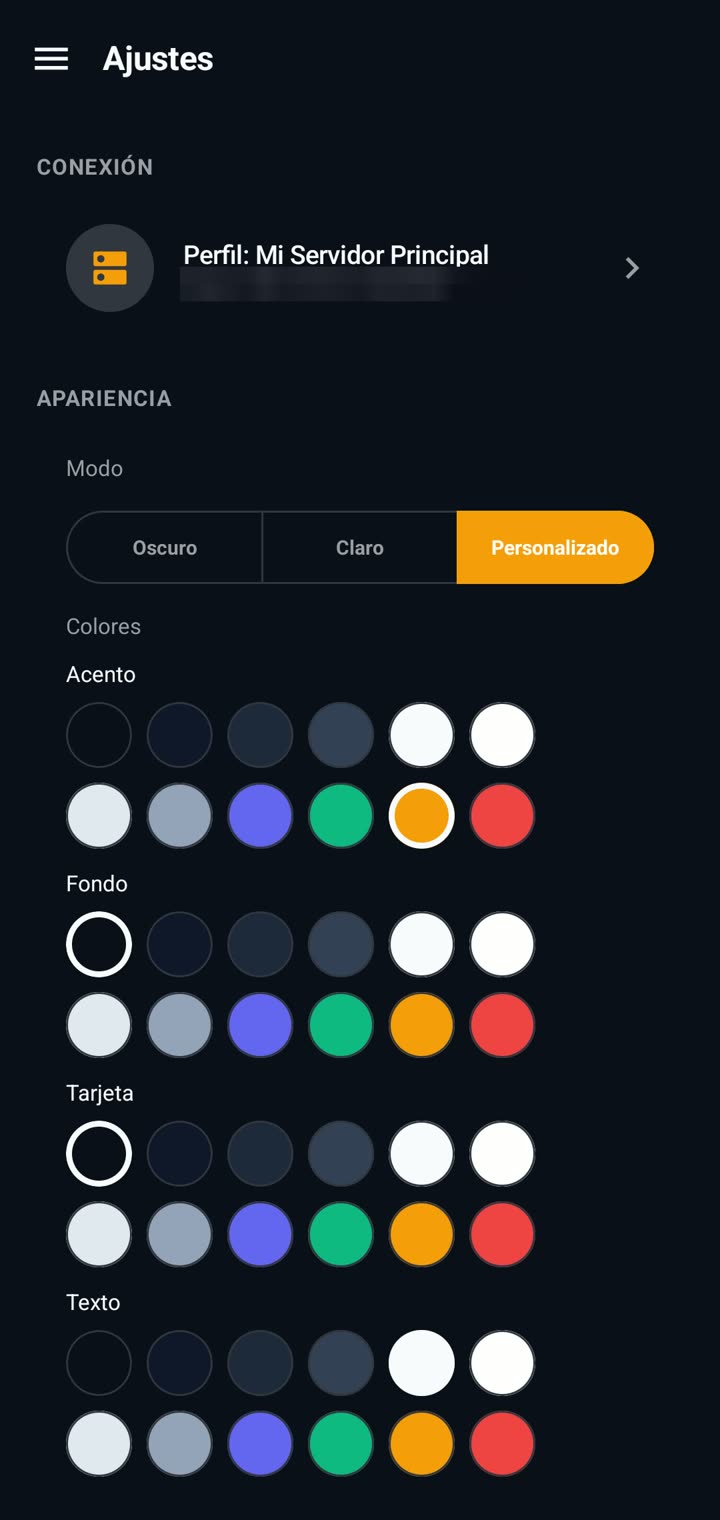 Ajustes
CONEXIÓN
Perfil: Mi Servidor Principal
APARIENCIA
Modo
Oscuro
Claro
Personalizado
Colores
Acento
Fondo
Tarjeta
Texto